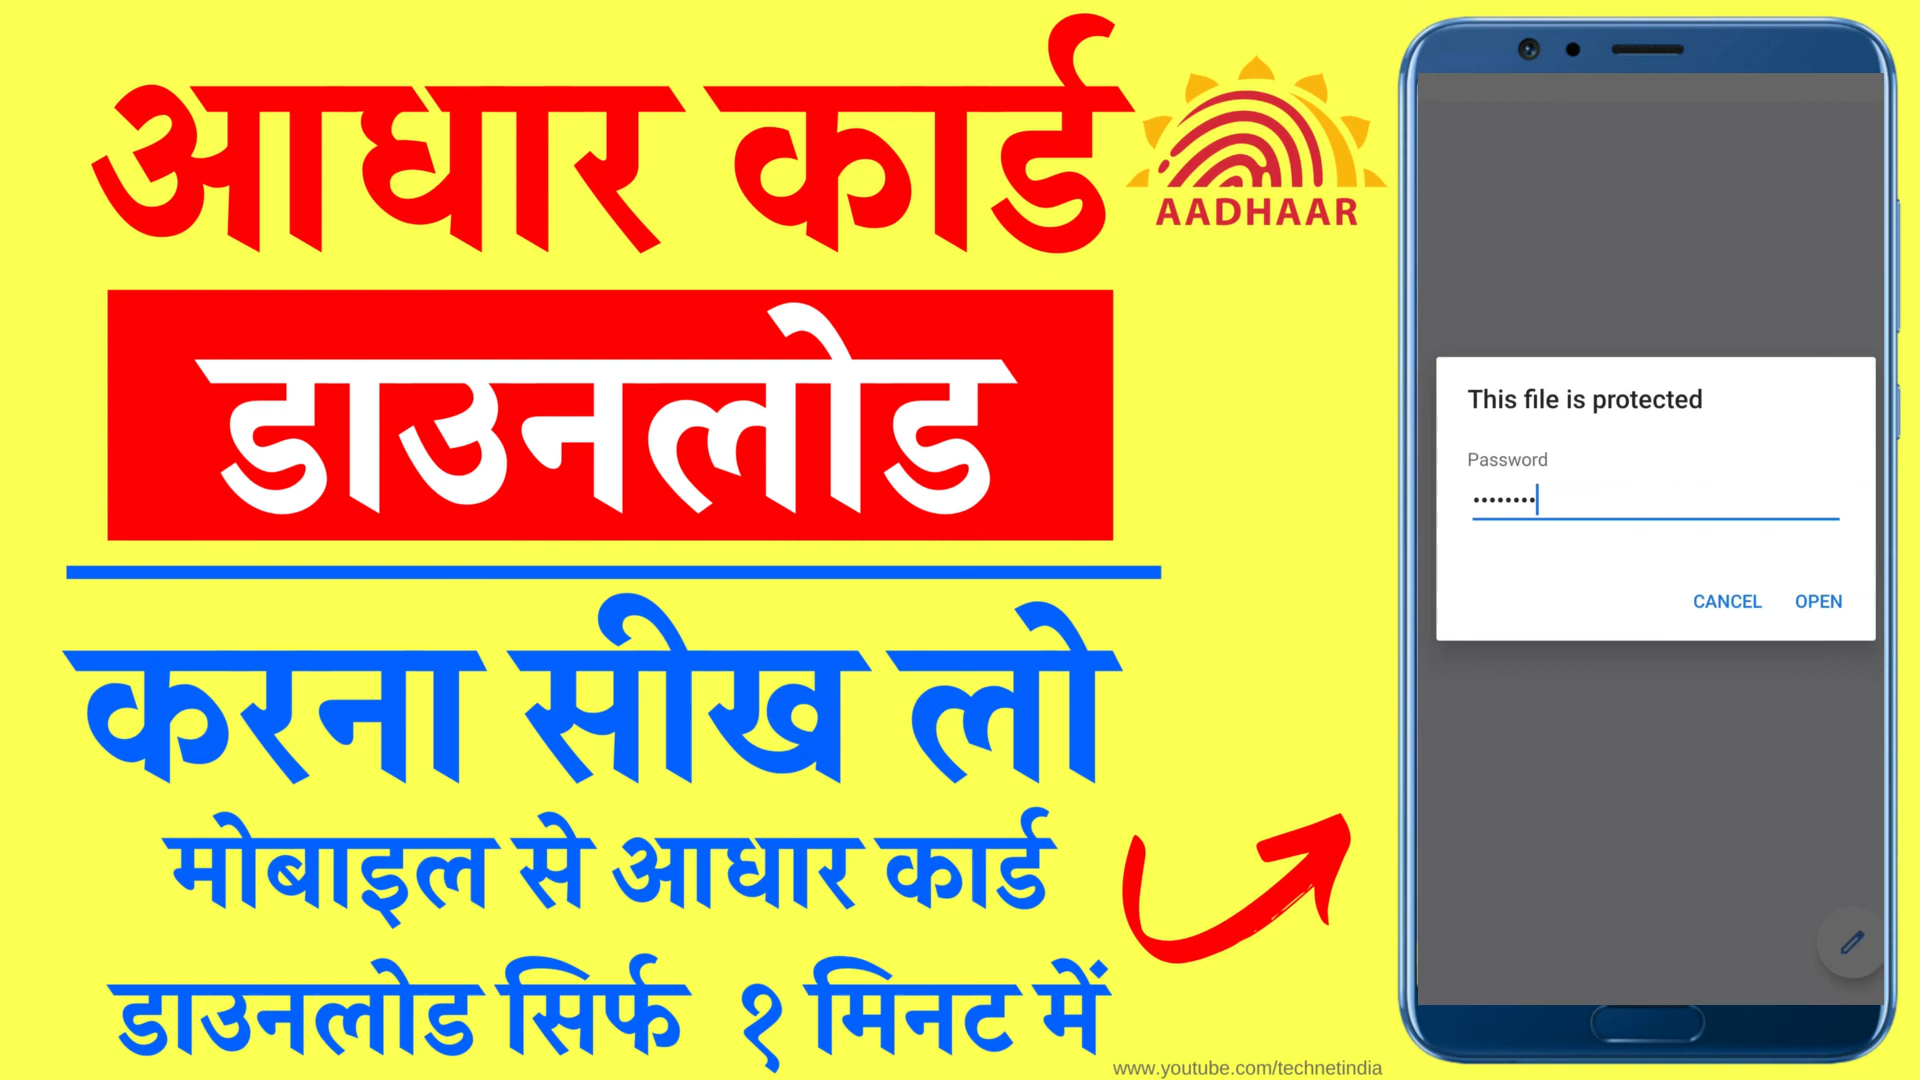 आधार कार्ड
AADHAAR
डाउनलोड
करना सीख लो
मोबाइल से आधार कार्ड
डाउनलोड सिर्फ १ मिनट में
This file is protected
Password
••••••••
CANCEL OPEN
www.youtube.com/technetindia